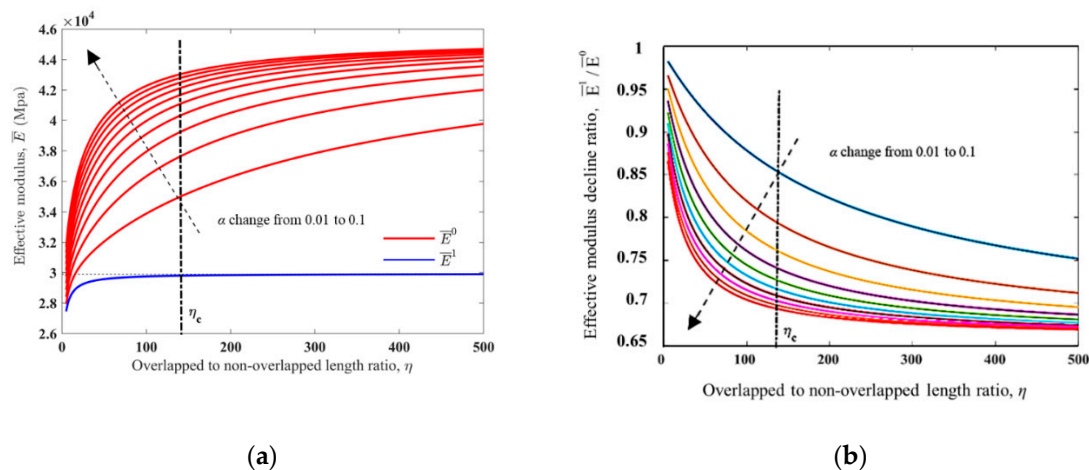 ×10⁴
4.6
4.4
4.2
4
3.8
3.6
3.4
3.2
3
2.8
2.6
0
100
200
300
400
500
Effective modulus, E̅ (Mpa)
Overlapped to non-overlapped length ratio, η
α change from 0.01 to 0.1
E̅⁰
E̅¹
ηc
(a)
1
0.95
0.9
0.85
0.8
0.75
0.7
0.65
0
100
200
300
400
500
Effective modulus decline ratio, E̅¹ / E̅⁰
Overlapped to non-overlapped length ratio, η
α change from 0.01 to 0.1
ηc
(b)